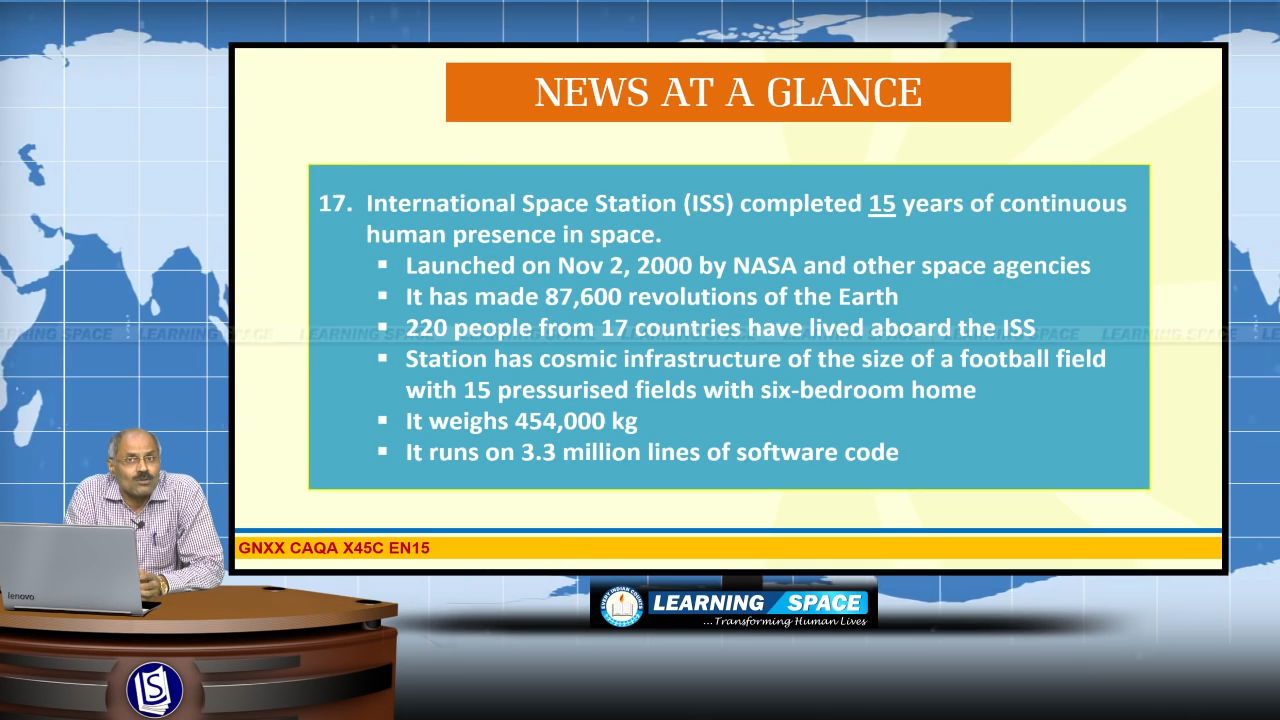 NEWS AT A GLANCE
17. International Space Station (ISS) completed 15 years of continuous
human presence in space.
▪ Launched on Nov 2, 2000 by NASA and other space agencies
▪ It has made 87,600 revolutions of the Earth
▪ 220 people from 17 countries have lived aboard the ISS
▪ Station has cosmic infrastructure of the size of a football field
with 15 pressurised fields with six-bedroom home
▪ It weighs 454,000 kg
▪ It runs on 3.3 million lines of software code
GNXX CAQA X45C EN15
lenovo
LEARNING SPACE
...Transforming Human Lives
LS